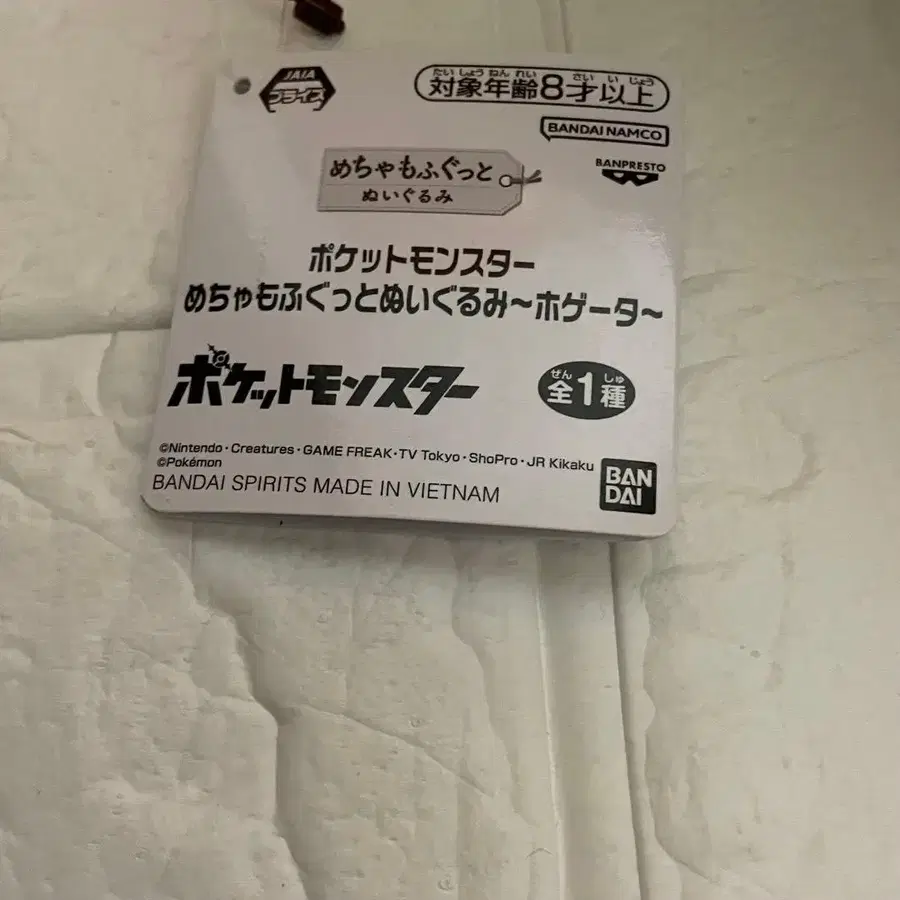 JAIA
プライズ
たいしょうねんれい さい いじょう
対象年齢8才以上
BANDAI NAMCO
BANPRESTO
めちゃもふぐっと
ぬいぐるみ
ポケットモンスター
めちゃもふぐっとぬいぐるみ～ホゲータ～
ポケットモンスター
ぜん しゅ
全1種
©Nintendo・Creatures・GAME FREAK・TV Tokyo・ShoPro・JR Kikaku
©Pokémon
BANDAI SPIRITS MADE IN VIETNAM
BAN
DAI